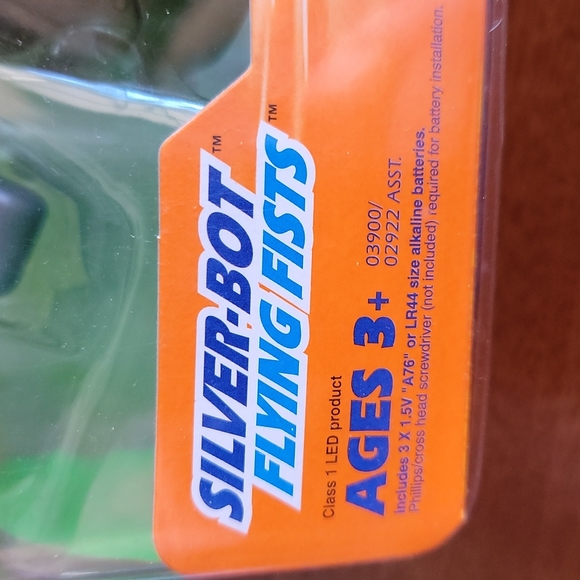 SILVER-BOT™
FLYING FISTS™
Class 1 LED product
AGES 3+
03900/
02922 ASST.
Includes 3 X 1.5V "A76" or LR44 size alkaline batteries.
Phillips/cross head screwdriver (not included) required for battery installation.